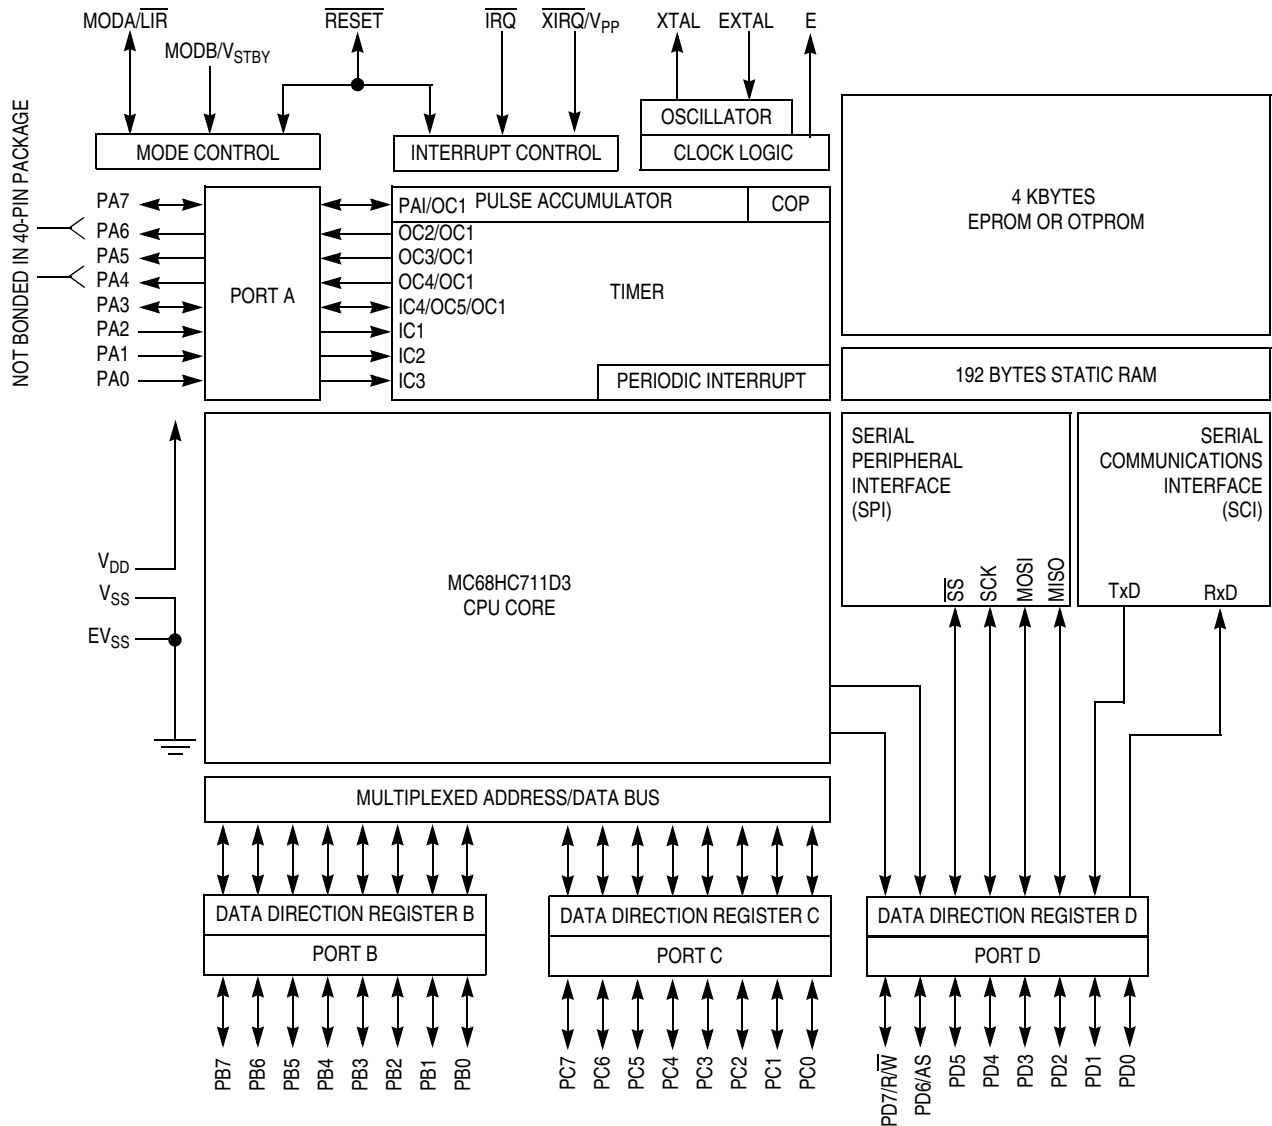 MODA/LIR
RESET
IRQ
XIRQ/VPP
XTAL
EXTAL
E
MODB/VSTBY
OSCILLATOR
MODE CONTROL
INTERRUPT CONTROL
CLOCK LOGIC
NOT BONDED IN 40-PIN PACKAGE
PA7
PA6
PA5
PA4
PA3
PA2
PA1
PA0
PORT A
PAI/OC1
PULSE ACCUMULATOR
COP
OC2/OC1
OC3/OC1
OC4/OC1
IC4/OC5/OC1
IC1
IC2
IC3
TIMER
PERIODIC INTERRUPT
4 KBYTES
EPROM OR OTPROM
192 BYTES STATIC RAM
VDD
VSS
EVSS
MC68HC711D3
CPU CORE
SERIAL
PERIPHERAL
INTERFACE
(SPI)
SS
SCK
MOSI
MISO
SERIAL
COMMUNICATIONS
INTERFACE
(SCI)
TxD
RxD
MULTIPLEXED ADDRESS/DATA BUS
DATA DIRECTION REGISTER B
PORT B
DATA DIRECTION REGISTER C
PORT C
DATA DIRECTION REGISTER D
PORT D
PB7
PB6
PB5
PB4
PB3
PB2
PB1
PB0
PC7
PC6
PC5
PC4
PC3
PC2
PC1
PC0
PD7/R/W
PD6/AS
PD5
PD4
PD3
PD2
PD1
PD0